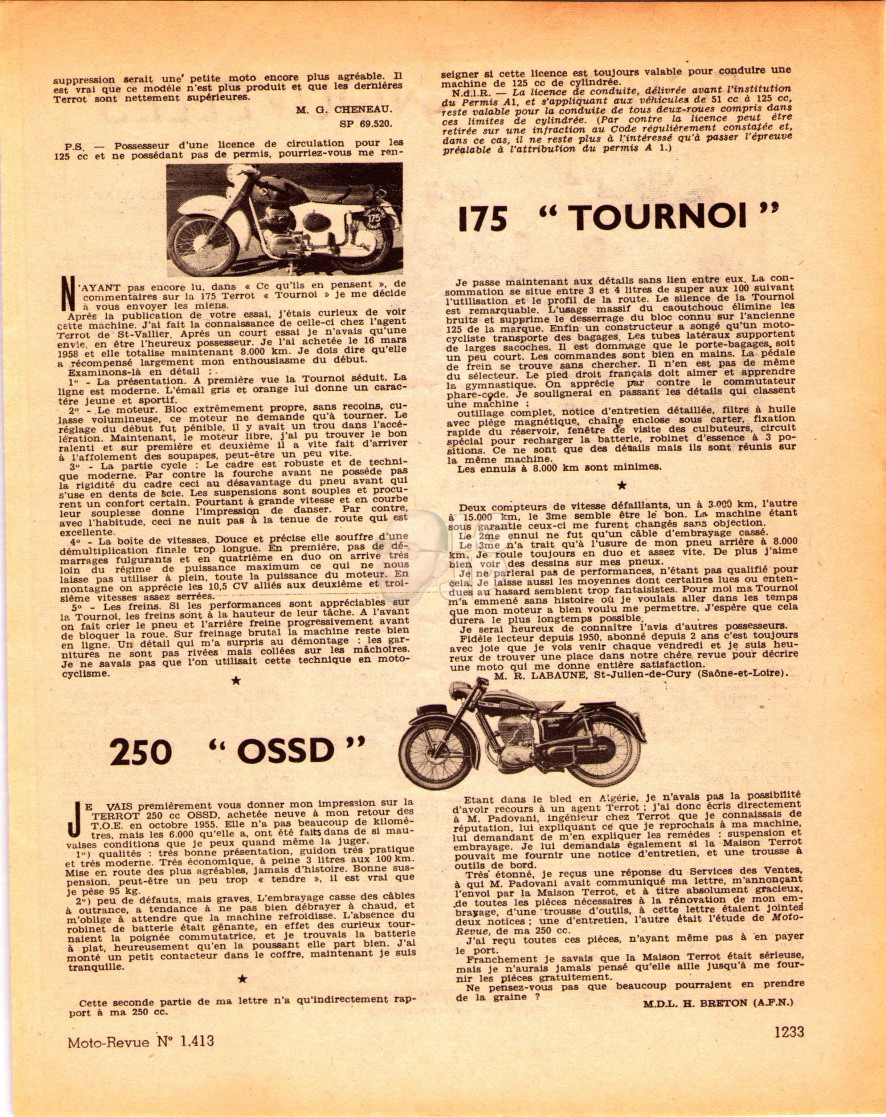 suppression serait une petite moto encore plus agréable. Il
est vrai que ce modèle n'est plus produit et que les dernières
Terrot sont nettement supérieures.
M. G. CHENEAU.
SP 69.520.
P.S. — Possesseur d'une licence de circulation pour les
125 cc et ne possédant pas de permis, pourriez-vous me ren-
seigner si cette licence est toujours valable pour conduire une
machine de 125 cc de cylindrée.
N.d.l.R. — La licence de conduite, délivrée avant l'institution
du Permis A1, et s'appliquant aux véhicules de 51 cc à 125 cc,
reste valable pour la conduite de tous deux-roues compris dans
ces limites de cylindrée. (Par contre la licence peut être
retirée sur une infraction au Code régulièrement constatée et,
dans ce cas, il ne reste plus à l'intéressé qu'à passer l'épreuve
préalable à l'attribution du permis A 1.)
175 “ TOURNOI ”
N'AYANT pas encore lu, dans « Ce qu'ils en pensent », de
commentaires sur la 175 Terrot « Tournoi » je me décide
à vous envoyer les miens.
Après la publication de votre essai, j'étais curieux de voir
cette machine. J'ai fait la connaissance de celle-ci chez l'agent
Terrot de St-Vallier. Après un court essai je n'avais qu'une
envie, en être l'heureux possesseur. Je l'ai achetée le 16 mars
1958 et elle totalise maintenant 8.000 km. Je dois dire qu'elle
a récompensé largement mon enthousiasme du début.
Examinons-là en détail :
1° - La présentation. A première vue la Tournoi séduit. La
ligne est moderne. L'émail gris et orange lui donne un carac-
tère jeune et sportif.
2° - Le moteur. Bloc extrêmement propre, sans recoins, cu-
lasse volumineuse, ce moteur ne demande qu'à tourner. Le
réglage du début fut pénible, il y avait un trou dans l'accé-
lération. Maintenant, le moteur libre, j'ai pu trouver le bon
ralenti et sur première et deuxième il a vite fait d'arriver
à l'affolement des soupapes, peut-être un peu vite.
3° - La partie cycle : Le cadre est robuste et de techni-
que moderne. Par contre la fourche avant ne possède pas
la rigidité du cadre ceci au désavantage du pneu avant qui
s'use en dents de scie. Les suspensions sont souples et procu-
rent un confort certain. Pourtant à grande vitesse et en courbe
leur souplesse donne l'impression de danser. Par contre,
avec l'habitude, ceci ne nuit pas à la tenue de route qui est
excellente.
4° - La boîte de vitesses. Douce et précise elle souffre d'une
démultiplication finale trop longue. En première, pas de dé-
marrages fulgurants et en quatrième en duo on arrive très
loin du régime de puissance maximum ce qui ne nous
laisse pas utiliser à plein, toute la puissance du moteur. En
montagne on apprécie les 10,5 CV alliés aux deuxième et troi-
sième vitesses assez serrées.
5° - Les freins. Si les performances sont appréciables sur
la Tournoi, les freins sont à la hauteur de leur tâche. A l'avant
on fait crier le pneu et l'arrière freine progressivement avant
de bloquer la roue. Sur freinage brutal la machine reste bien
en ligne. Un détail qui m'a surpris au démontage : les gar-
nitures ne sont pas rivées mais collées sur les mâchoires.
Je ne savais pas que l'on utilisait cette technique en moto-
cyclisme.
★
Je passe maintenant aux détails sans lien entre eux. La con-
sommation se situe entre 3 et 4 litres de super aux 100 suivant
l'utilisation et le profil de la route. Le silence de la Tournoi
est remarquable. L'usage massif du caoutchouc élimine les
bruits et supprime le desserrage du bloc connu sur l'ancienne
125 de la marque. Enfin un constructeur a songé qu'un moto-
cycliste transporte des bagages. Les tubes latéraux supportent
de larges sacoches. Il est dommage que le porte-bagages, soit
un peu court. Les commandes sont bien en mains. La pédale
de frein se trouve sans chercher. Il n'en est pas de même
du sélecteur. Le pied droit français doit aimer et apprendre
la gymnastique. On apprécie par contre le commutateur
phare-code. Je soulignerai en passant les détails qui classent
une machine :
outillage complet, notice d'entretien détaillée, filtre à huile
avec piège magnétique, chaîne enclose sous carter, fixation
rapide du réservoir, fenêtre de visite des culbuteurs, circuit
spécial pour recharger la batterie, robinet d'essence à 3 po-
sitions. Ce ne sont que des détails mais ils sont réunis sur
la même machine.
Les ennuis à 8.000 km sont minimes.
★
Deux compteurs de vitesse défaillants, un à 3.000 km, l'autre
à 15.000 km, le 3me semble être le bon. La machine étant
sous garantie ceux-ci me furent changés sans objection.
Le 2me ennui ne fut qu'un câble d'embrayage cassé.
Le 3me n'a trait qu'à l'usure de mon pneu arrière à 8.000
km. Je roule toujours en duo et assez vite. De plus j'aime
bien voir des dessins sur mes pneus.
Je ne parlerai pas de performances, n'étant pas qualifié pour
cela. Je laisse aussi les moyennes dont certaines lues ou enten-
dues au hasard semblent trop fantaisistes. Pour moi ma Tournoi
m'a emmené sans histoire où je voulais aller dans les temps
que mon moteur a bien voulu me permettre. J'espère que cela
durera le plus longtemps possible.
Je serai heureux de connaître l'avis d'autres possesseurs.
Fidèle lecteur depuis 1950, abonné depuis 2 ans c'est toujours
avec joie que je vois venir chaque vendredi et je suis heu-
reux de trouver une place dans notre chère revue pour décrire
une moto qui me donne entière satisfaction.
M. R. LABAUNE, St-Julien-de-Cury (Saône-et-Loire).
250 “ OSSD ”
JE VAIS premièrement vous donner mon impression sur la
TERROT 250 cc OSSD, achetée neuve à mon retour des
T.O.E. en octobre 1955. Elle n'a pas beaucoup de kilomè-
tres, mais les 6.000 qu'elle a, ont été faits dans de si mau-
vaises conditions que je peux quand même la juger.
1°) qualités : très bonne présentation, guidon très pratique
et très moderne. Très économique, à peine 3 litres aux 100 km.
Mise en route des plus agréables, jamais d'histoire. Bonne sus-
pension, peut-être un peu trop « tendre », il est vrai que
je pèse 95 kg.
2°) peu de défauts, mais graves. L'embrayage casse des câbles
à outrance, a tendance à ne pas bien débrayer à chaud, et
m'oblige à attendre que la machine refroidisse. L'absence du
robinet de batterie était gênante, en effet des curieux tour-
naient la poignée commutatrice, et je trouvais la batterie
à plat, heureusement qu'en la poussant elle part bien. J'ai
monté un petit contacteur dans le coffre, maintenant je suis
tranquille.
★
Cette seconde partie de ma lettre n'a qu'indirectement rap-
port à ma 250 cc.
Etant dans le bled en Algérie, je n'avais pas la possibilité
d'avoir recours à un agent Terrot ; j'ai donc écris directement
à M. Padovani, ingénieur chez Terrot que je connaissais de
réputation, lui expliquant ce que je reprochais à ma machine,
lui demandant de m'en expliquer les remèdes : suspension et
embrayage. Je lui demandais également si la Maison Terrot
pouvait me fournir une notice d'entretien, et une trousse à
outils de bord.
Très étonné, je reçus une réponse du Services des Ventes,
à qui M. Padovani avait communiqué ma lettre, m'annonçant
l'envoi par la Maison Terrot, et à titre absolument gracieux,
de toutes les pièces nécessaires à la rénovation de mon em-
brayage, d'une trousse d'outils, à cette lettre étaient jointes
deux notices ; une d'entretien, l'autre était l'étude de Moto-
Revue, de ma 250 cc.
J'ai reçu toutes ces pièces, n'ayant même pas à en payer
le port.
Franchement je savais que la Maison Terrot était sérieuse,
mais je n'aurais jamais pensé qu'elle aille jusqu'à me four-
nir les pièces gratuitement.
Ne pensez-vous pas que beaucoup pourraient en prendre
de la graine ?
M.D.L. H. BRETON (A.F.N.)
Moto-Revue N° 1.413
1233